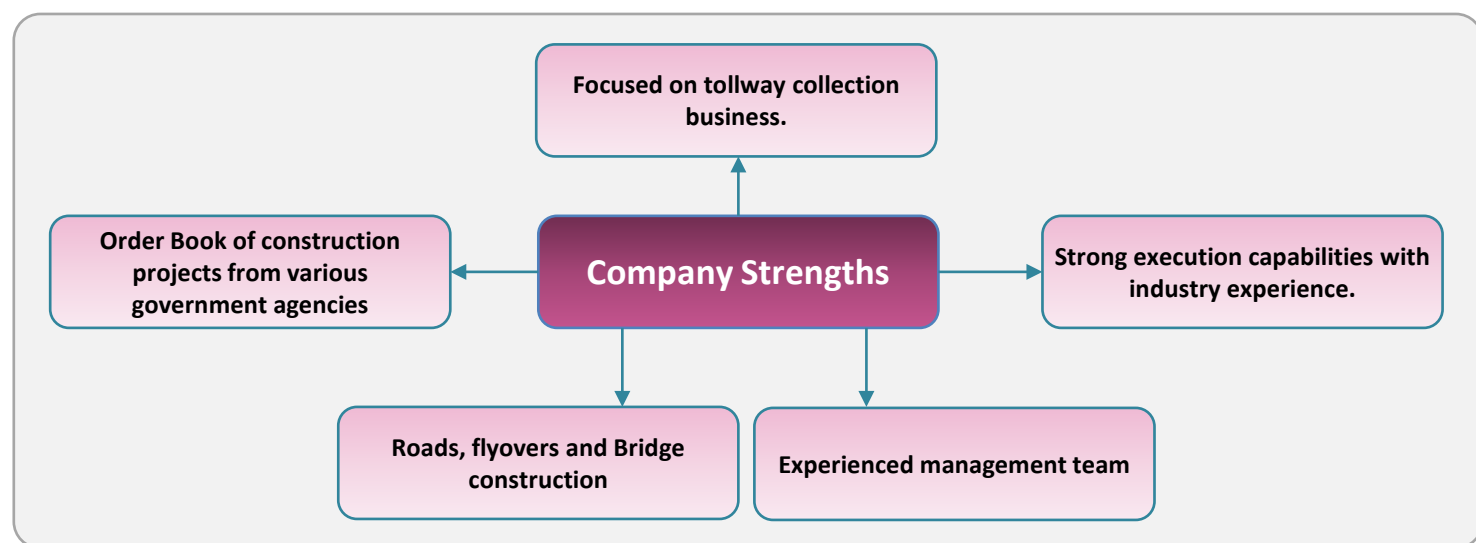 Focused on tollway collection
business.
Order Book of construction
projects from various
government agencies
Company Strengths
Strong execution capabilities with
industry experience.
Roads, flyovers and Bridge
construction
Experienced management team